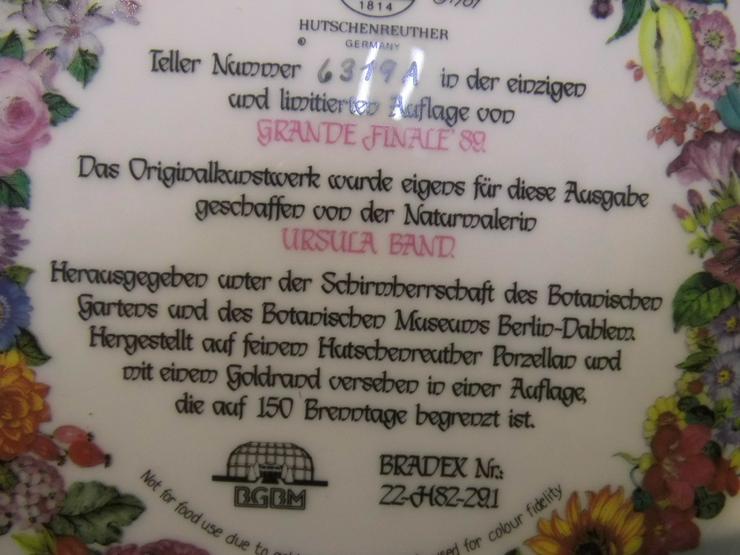 1814
HUTSCHENREUTHER
©
GERMANY
Teller Nummer 6319A in der einzigen
und limitierten Auflage von
GRANDE FINALE '89.
Das Originalkunstwerk wurde eigens für diese Ausgabe
geschaffen von der Naturmalerin
URSULA BAND.
Herausgegeben unter der Schirmherrschaft des Botanischen
Gartens und des Botanischen Museums Berlin-Dahlem.
Hergestellt auf feinem Hutschenreuther Porzellan und
mit einem Goldrand versehen in einer Auflage,
die auf 150 Brenntage begrenzt ist.
BGBM
BRADEX Nr.:
22-H82-29.1
Not for food use due to used for colour fidelity